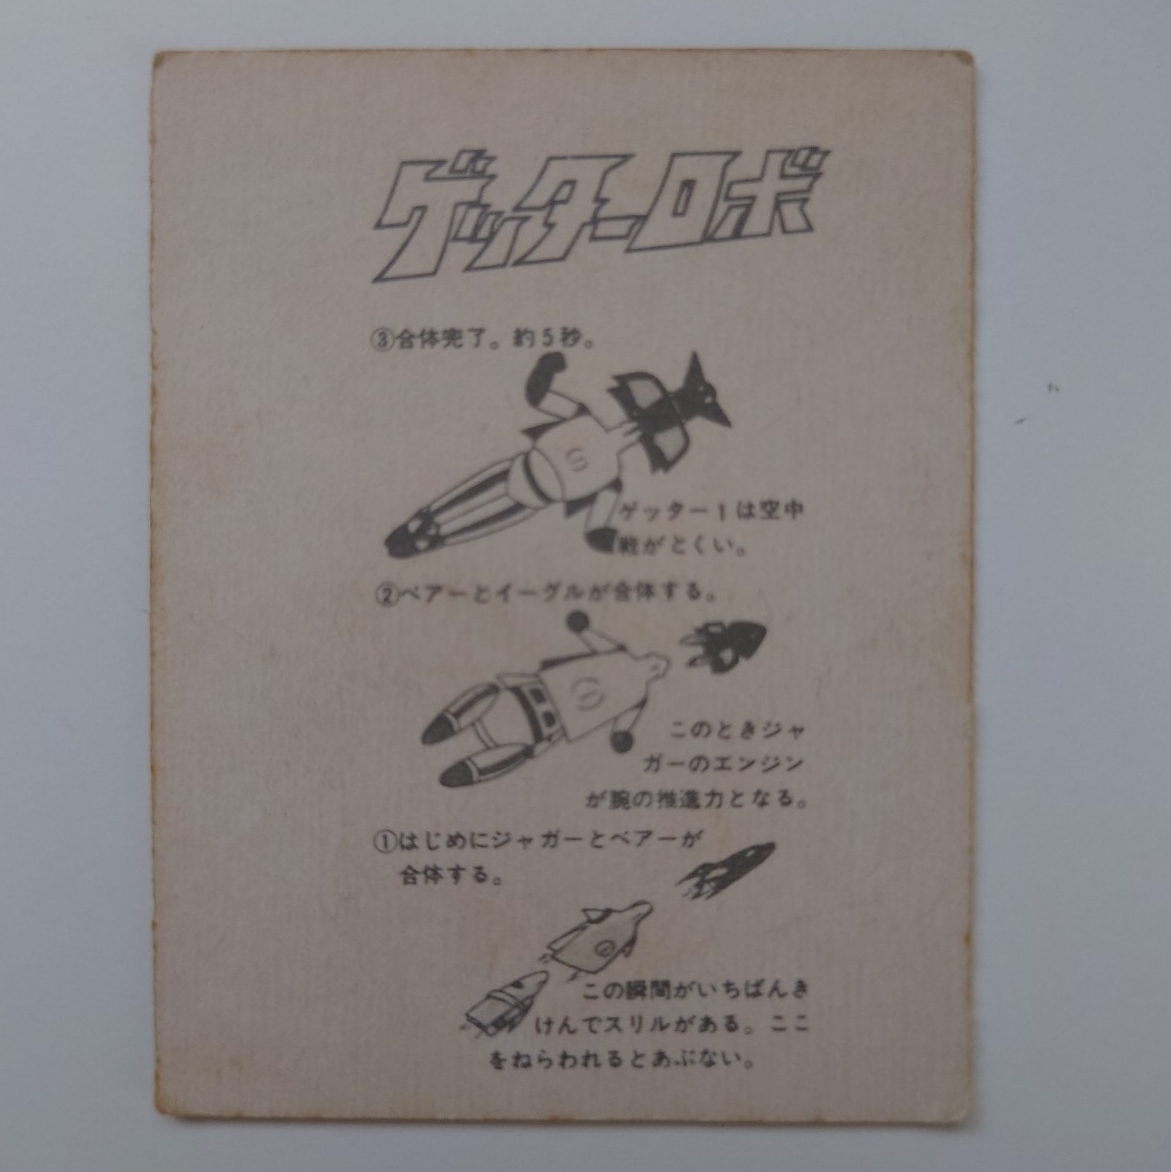 ゲッターロボ
③合体完了。約5秒。
ゲッター1は空中
戦がとくい。
②ベアーとイーグルが合体する。
このときジャ
ガーのエンジン
が腕の推進力となる。
①はじめにジャガーとベアーが
合体する。
この瞬間がいちばんき
けんでスリルがある。ここ
をねらわれるとあぶない。